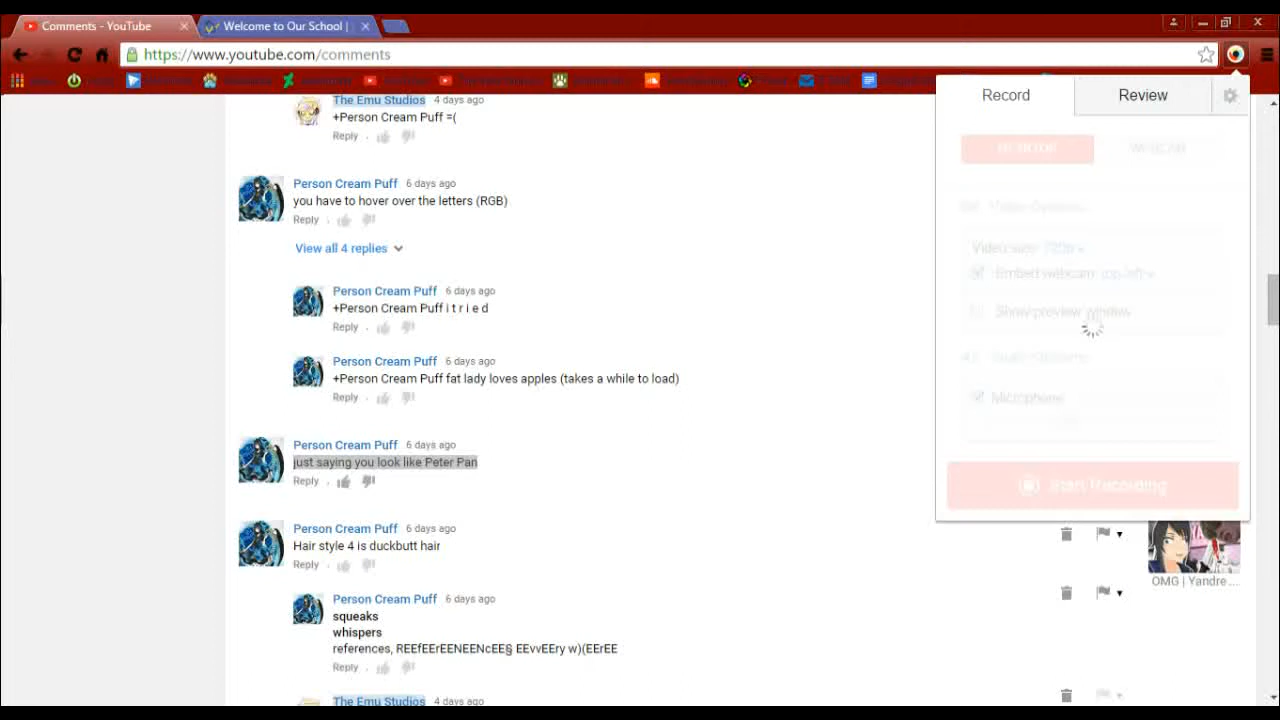 Comments - YouTube
Welcome to Our School |
https://www.youtube.com/comments
Record
Review
DESKTOP
WEBCAM
Video Options
Video size: 720p
Embed webcam: top-left
Show preview window
Microphone
Start Recording
The Emu Studios 4 days ago
+Person Cream Puff =(
Reply
Person Cream Puff 6 days ago
you have to hover over the letters (RGB)
Reply
View all 4 replies
Person Cream Puff 6 days ago
+Person Cream Puff i t r i e d
Reply
Person Cream Puff 6 days ago
+Person Cream Puff fat lady loves apples (takes a while to load)
Reply
Person Cream Puff 6 days ago
just saying you look like Peter Pan
Reply
Person Cream Puff 6 days ago
Hair style 4 is duckbutt hair
Reply
OMG | Yandre ...
Person Cream Puff 6 days ago
squeaks
whispers
references, REEfEErEENEENcEE§ EEvvEEry w)(EErEE
Reply
The Emu Studios 4 days ago